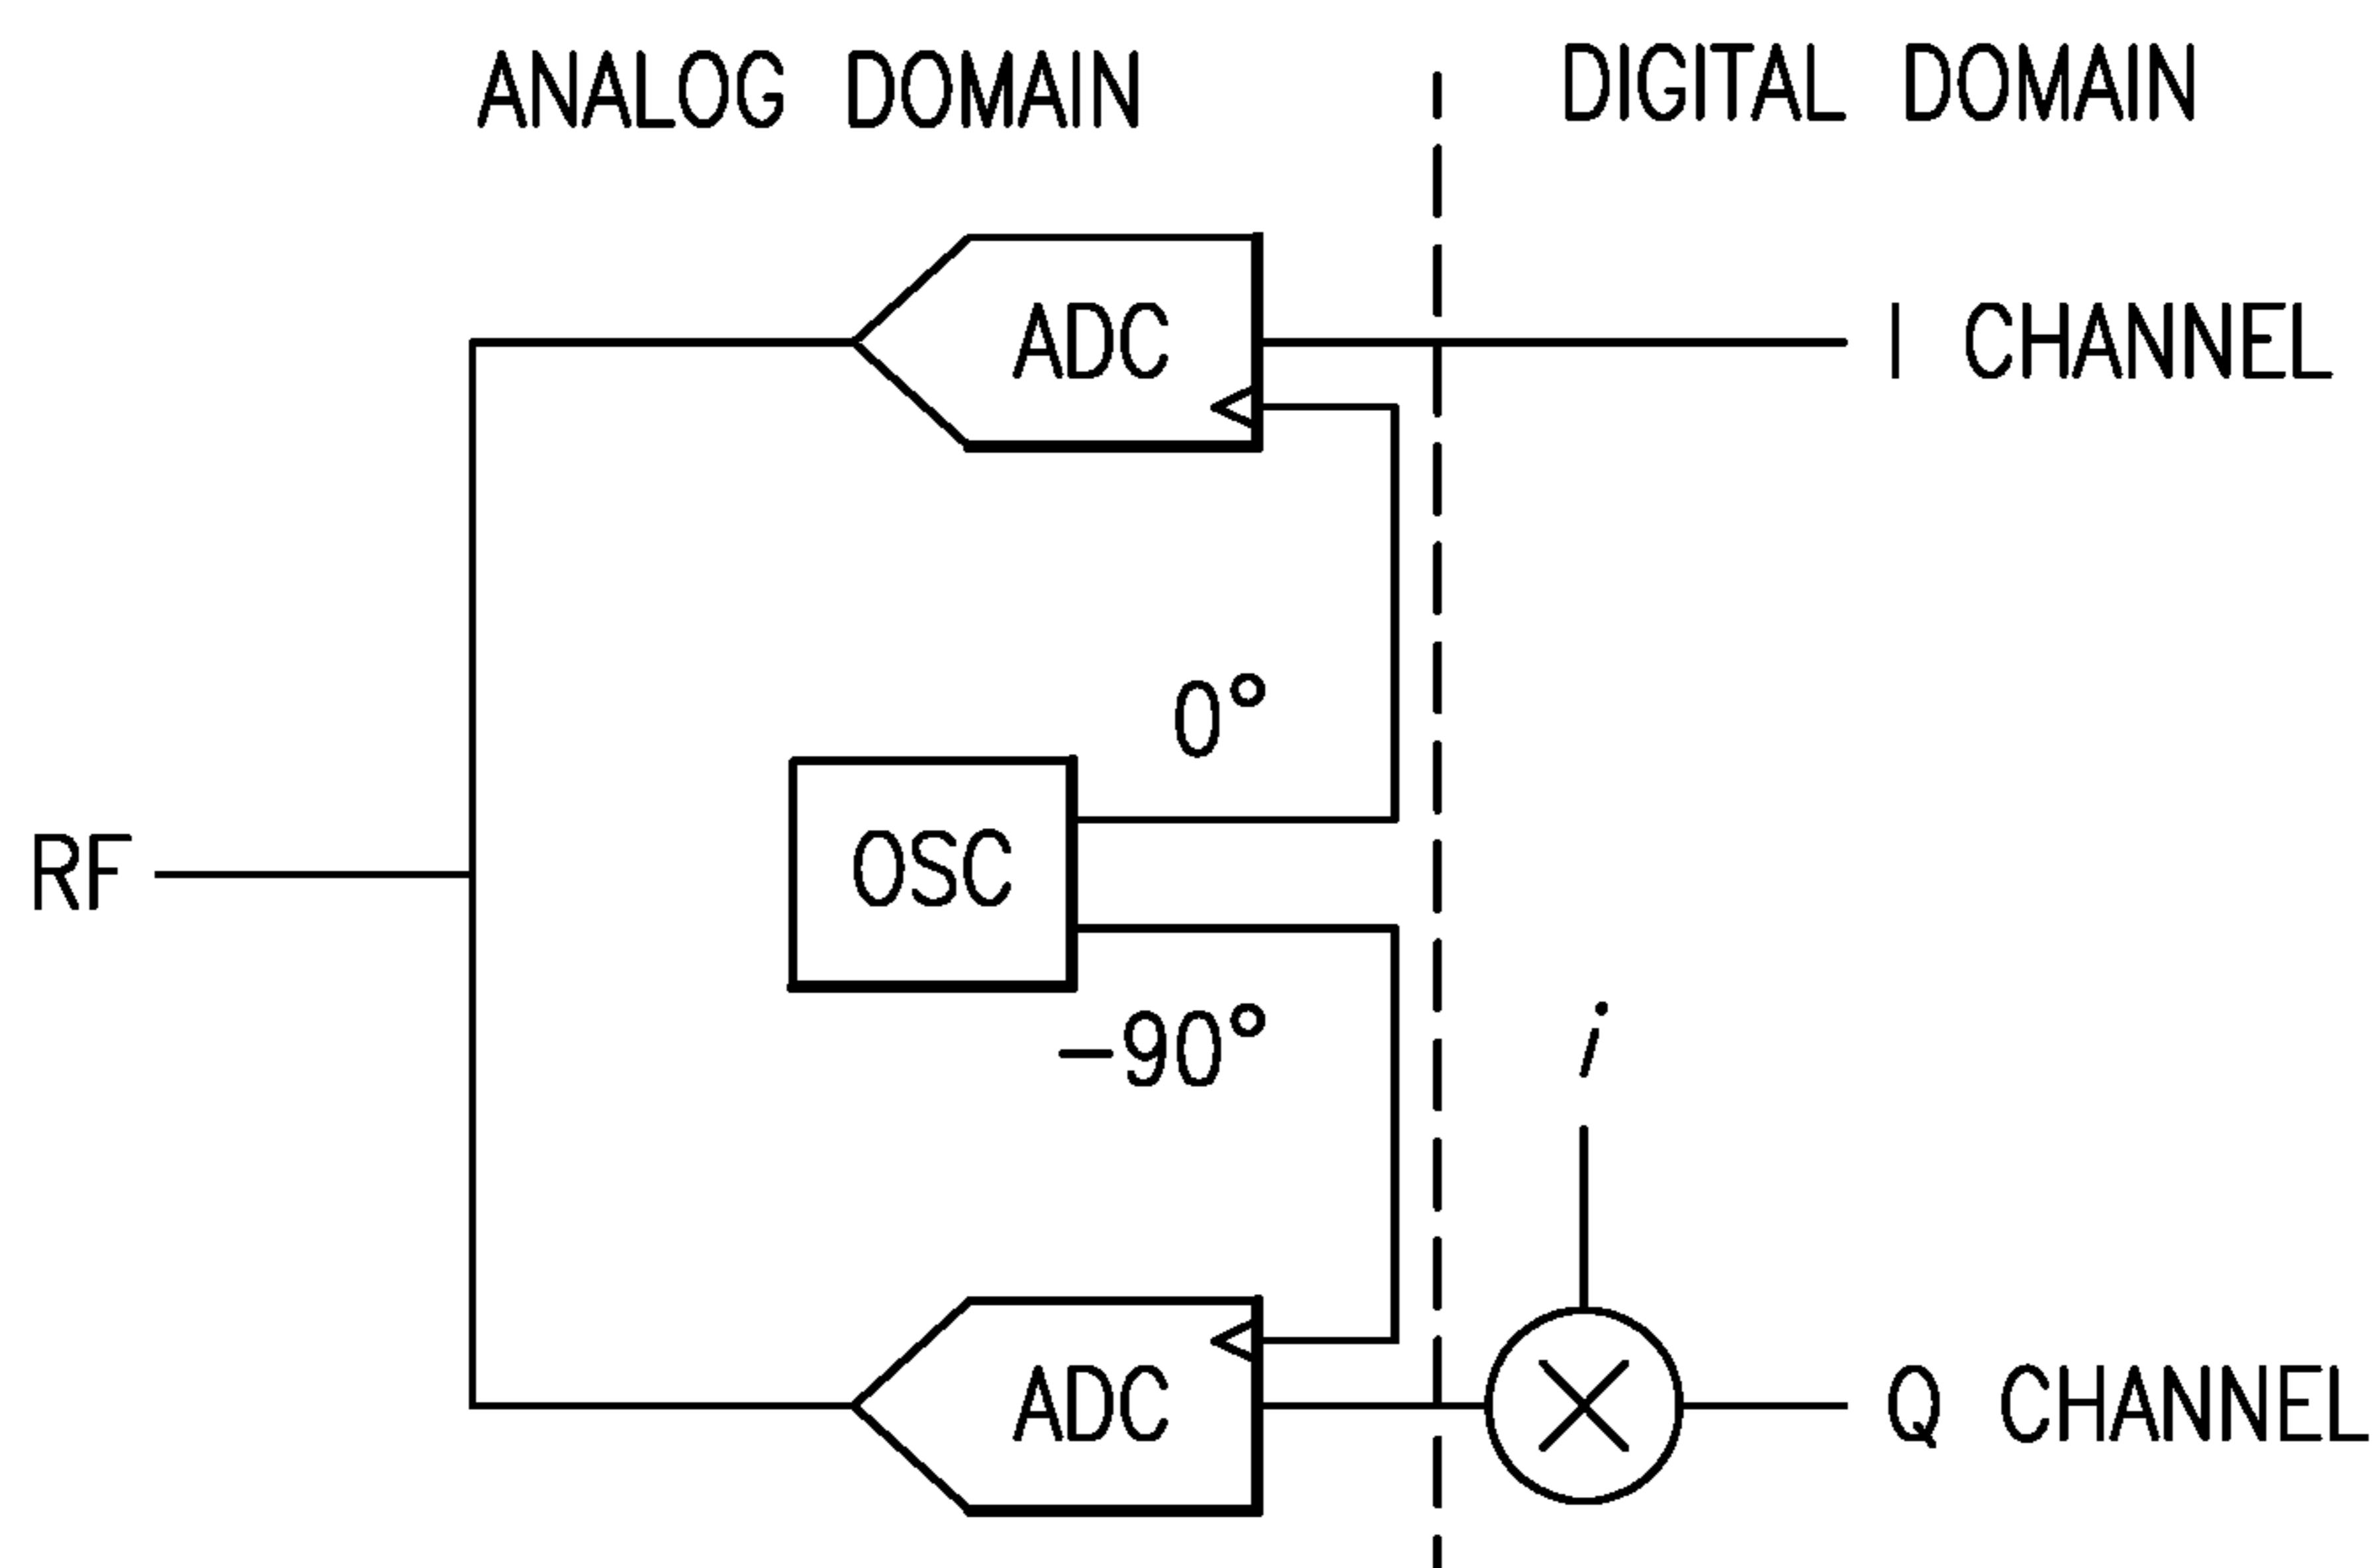 ANALOG DOMAIN
DIGITAL DOMAIN
ADC
I CHANNEL
0°
OSC
RF
-90°
i
ADC
Q CHANNEL